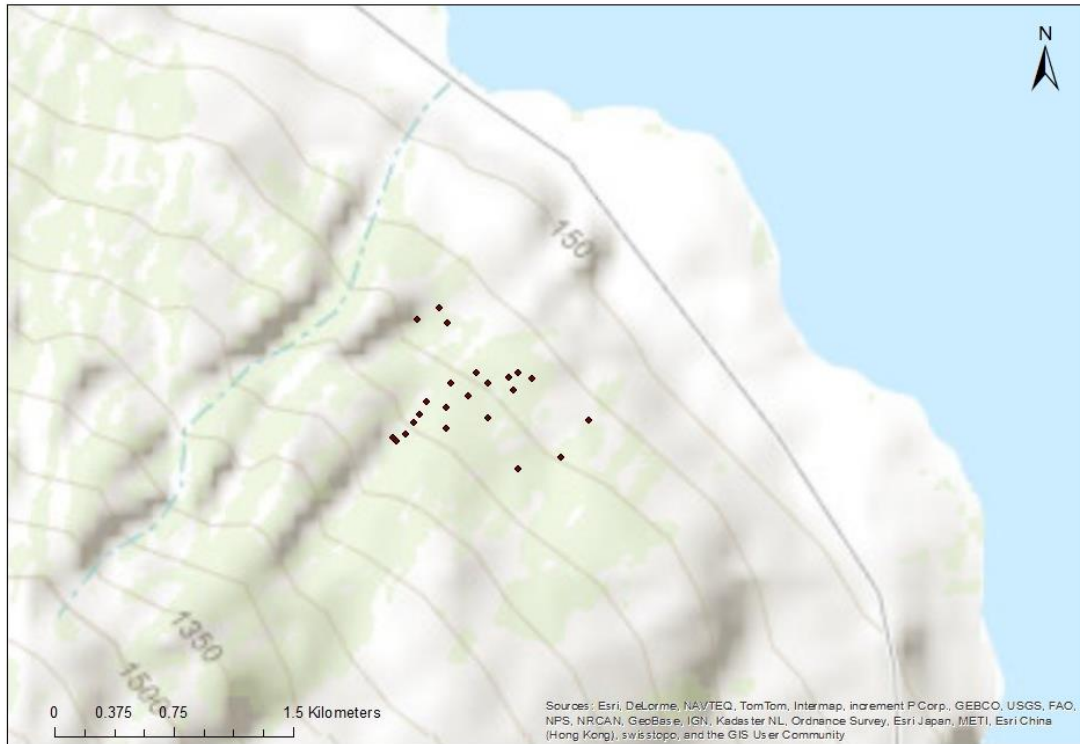 N
150
1350
1500
0 0.375 0.75 1.5 Kilometers
Sources: Esri, DeLorme, NAVTEQ, TomTom, Intermap, increment P Corp., GEBCO, USGS, FAO,
NPS, NRCAN, GeoBase, IGN, Kadaster NL, Ordnance Survey, Esri Japan, METI, Esri China
(Hong Kong), swisstopo, and the GIS User Community